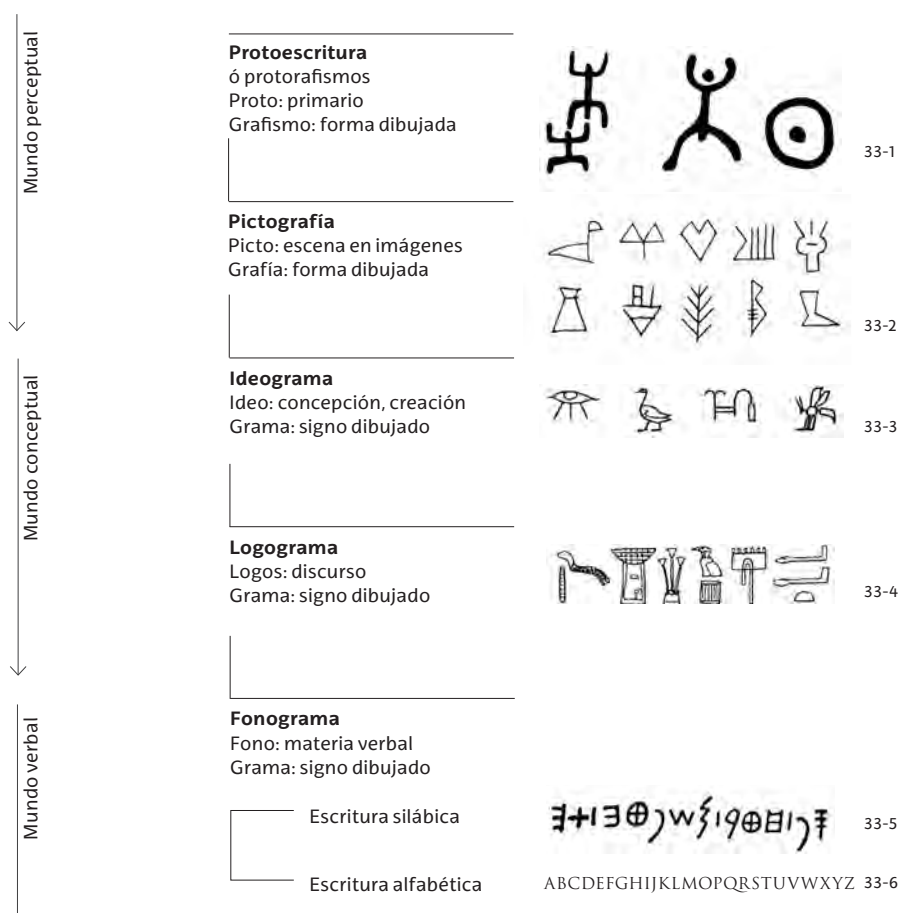 Mundo perceptual
Protoescritura
ó protorafismos
Proto: primario
Grafismo: forma dibujada
33-1
Pictografía
Picto: escena en imágenes
Grafía: forma dibujada
33-2
Mundo conceptual
Ideograma
Ideo: concepción, creación
Grama: signo dibujado
33-3
Logograma
Logos: discurso
Grama: signo dibujado
33-4
Mundo verbal
Fonograma
Fono: materia verbal
Grama: signo dibujado
Escritura silábica
33-5
Escritura alfabética
ABCDEFGHIJKLMOPQRSTUVWXYZ 33-6